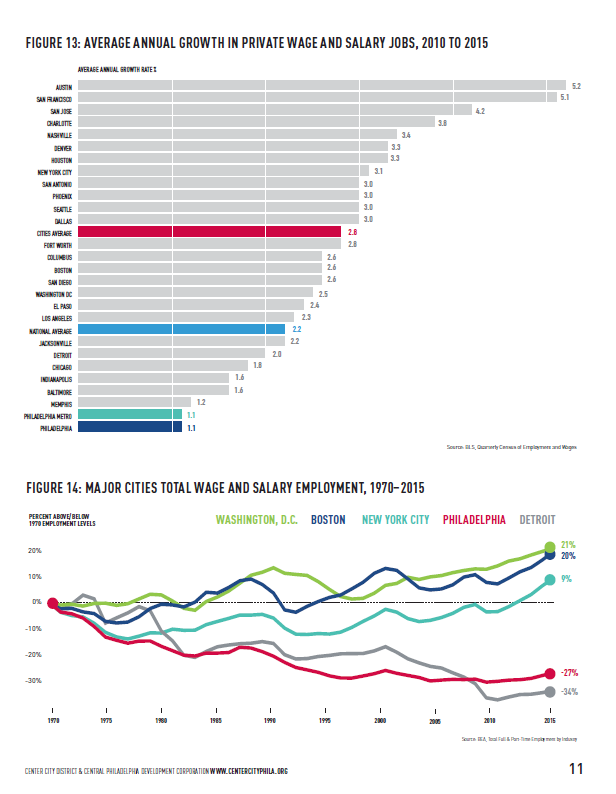 FIGURE 13: AVERAGE ANNUAL GROWTH IN PRIVATE WAGE AND SALARY JOBS, 2010 TO 2015
AVERAGE ANNUAL GROWTH RATE %
AUSTIN 5.2
SAN FRANCISCO 5.1
SAN JOSE 4.2
CHARLOTTE 3.8
NASHVILLE 3.4
DENVER 3.3
HOUSTON 3.3
NEW YORK CITY 3.1
SAN ANTONIO 3.0
PHOENIX 3.0
SEATTLE 3.0
DALLAS 3.0
CITIES AVERAGE 2.8
FORT WORTH 2.8
COLUMBUS 2.6
BOSTON 2.6
SAN DIEGO 2.6
WASHINGTON DC 2.5
EL PASO 2.4
LOS ANGELES 2.3
NATIONAL AVERAGE 2.2
JACKSONVILLE 2.2
DETROIT 2.0
CHICAGO 1.8
INDIANAPOLIS 1.6
BALTIMORE 1.6
MEMPHIS 1.2
PHILADELPHIA METRO 1.1
PHILADELPHIA 1.1
Source: BLS, Quarterly Census of Employment and Wages
FIGURE 14: MAJOR CITIES TOTAL WAGE AND SALARY EMPLOYMENT, 1970–2015
PERCENT ABOVE/BELOW
1970 EMPLOYMENT LEVELS
WASHINGTON, D.C. BOSTON NEW YORK CITY PHILADELPHIA DETROIT
21%
20% 20%
10% 9%
0%
-10%
-20%
-27%
-30%
-34%
1970 1975 1980 1985 1990 1995 2000 2005 2010 2015
Source: BEA, Total Full & Part-Time Employment by Industry
CENTER CITY DISTRICT & CENTRAL PHILADELPHIA DEVELOPMENT CORPORATION WWW.CENTERCITYPHILA.ORG 11